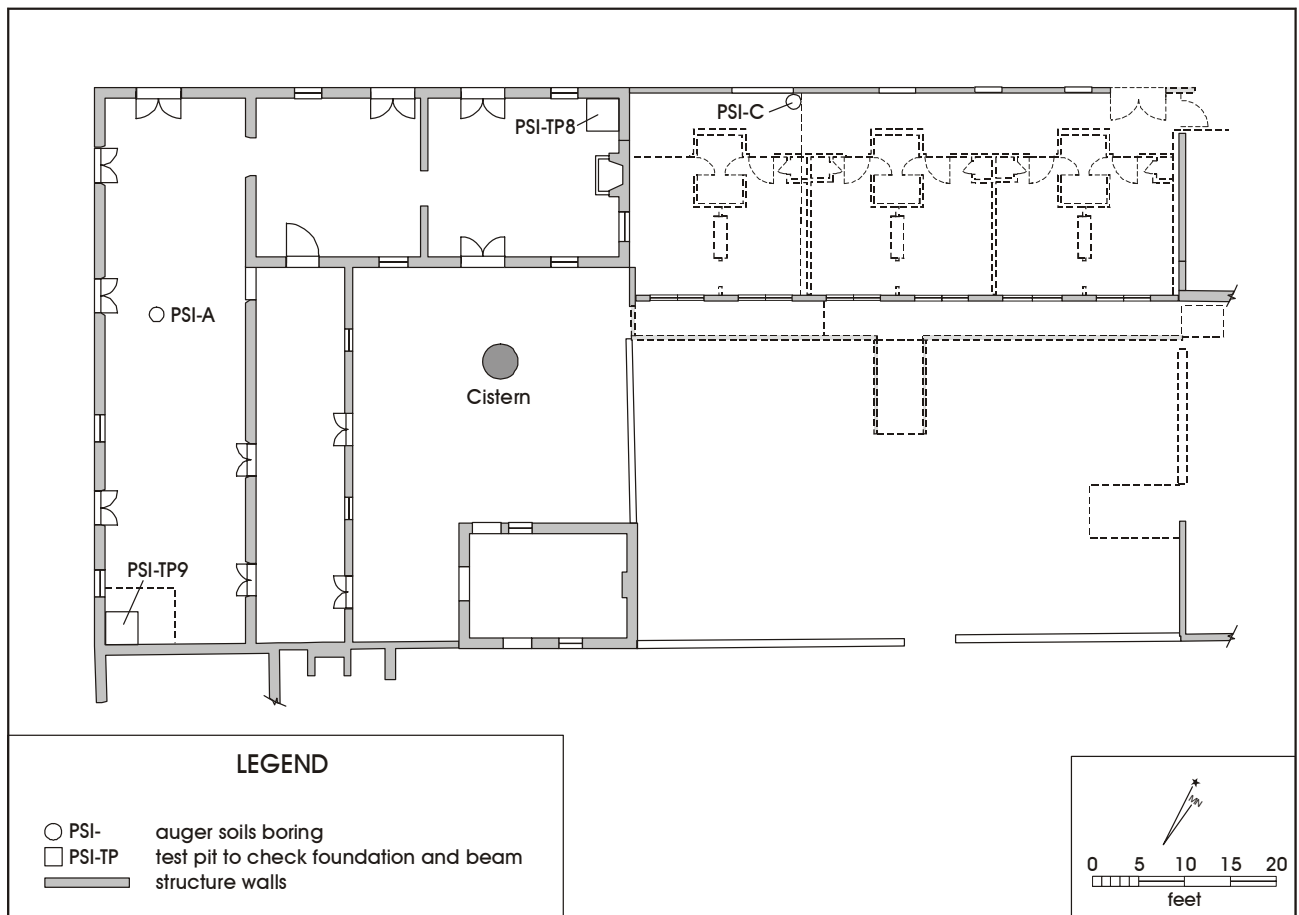 PSI-C
PSI-TP8
PSI-A
Cistern
PSI-TP9
LEGEND
PSI- auger soils boring
PSI-TP test pit to check foundation and beam
structure walls
MN
0 5 10 15 20
feet